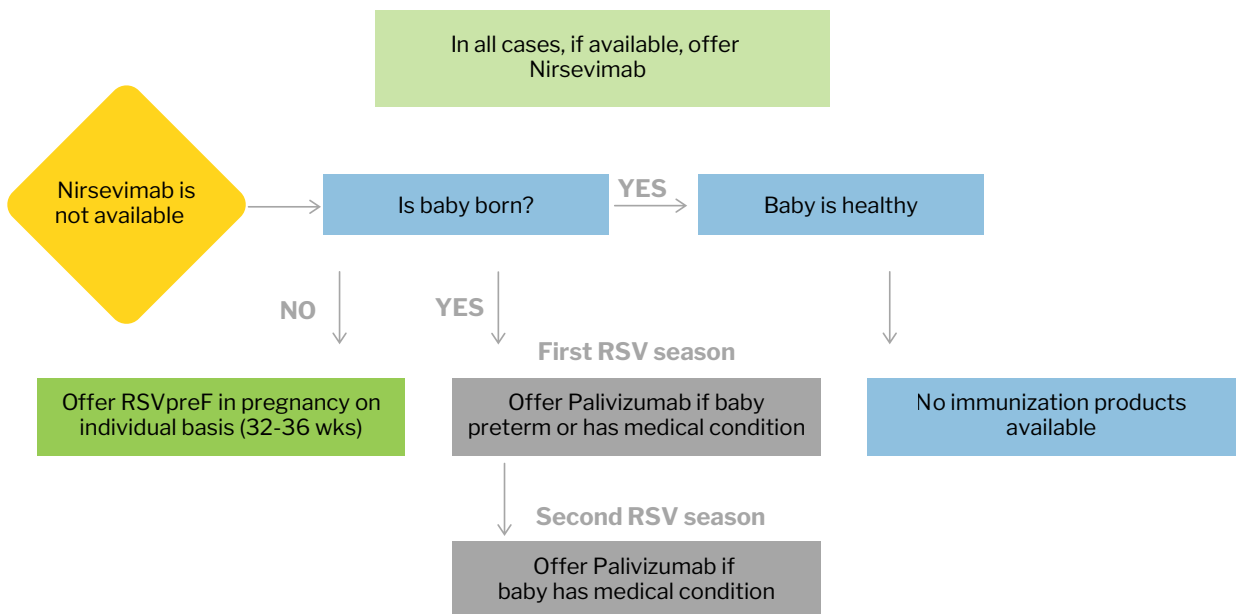 In all cases, if available, offer
Nirsevimab
Nirsevimab is
not available
Is baby born?
YES
Baby is healthy
NO
YES
First RSV season
Offer RSVpreF in pregnancy on
individual basis (32-36 wks)
Offer Palivizumab if baby
preterm or has medical condition
No immunization products
available
Second RSV season
Offer Palivizumab if
baby has medical condition